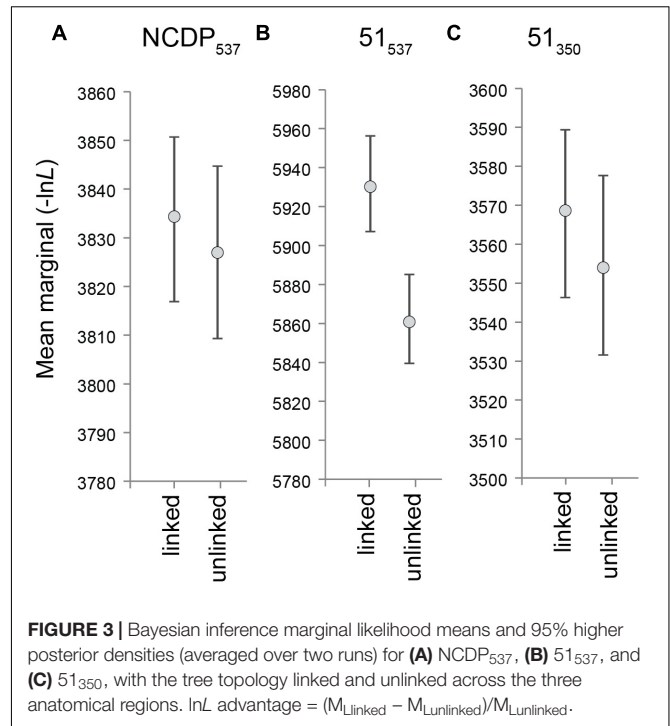 A NCDP537 B 51537 C 51350
Mean marginal (-lnL)
3860
3850
3840
3830
3820
3810
3800
3790
3780
linked
unlinked
5980
5960
5940
5920
5900
5880
5860
5840
5820
5800
5780
linked
unlinked
3600
3590
3580
3570
3560
3550
3540
3530
3520
3510
3500
linked
unlinked
FIGURE 3 | Bayesian inference marginal likelihood means and 95% higher
posterior densities (averaged over two runs) for (A) NCDP537, (B) 51537, and
(C) 51350, with the tree topology linked and unlinked across the three
anatomical regions. lnL advantage = (MLlinked – MLunlinked)/MLunlinked.